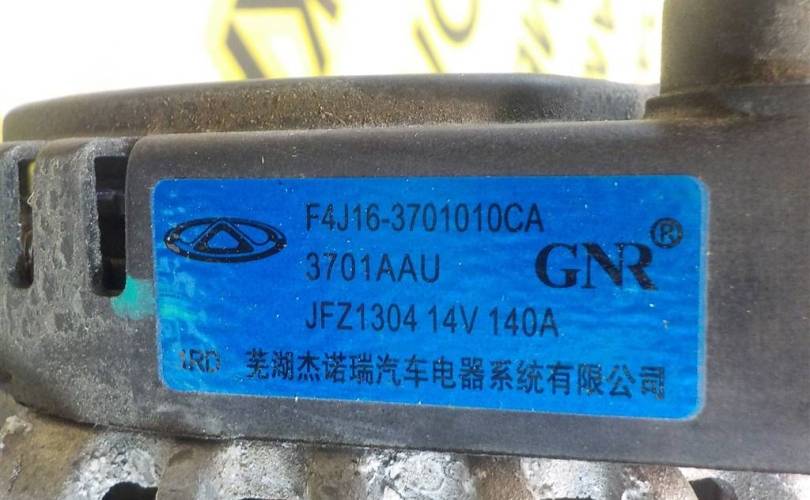 F4J16-3701010CA
3701AAU
GNR®
JFZ1304 14V 140A
1RD 芜湖杰诺瑞汽车电器系统有限公司